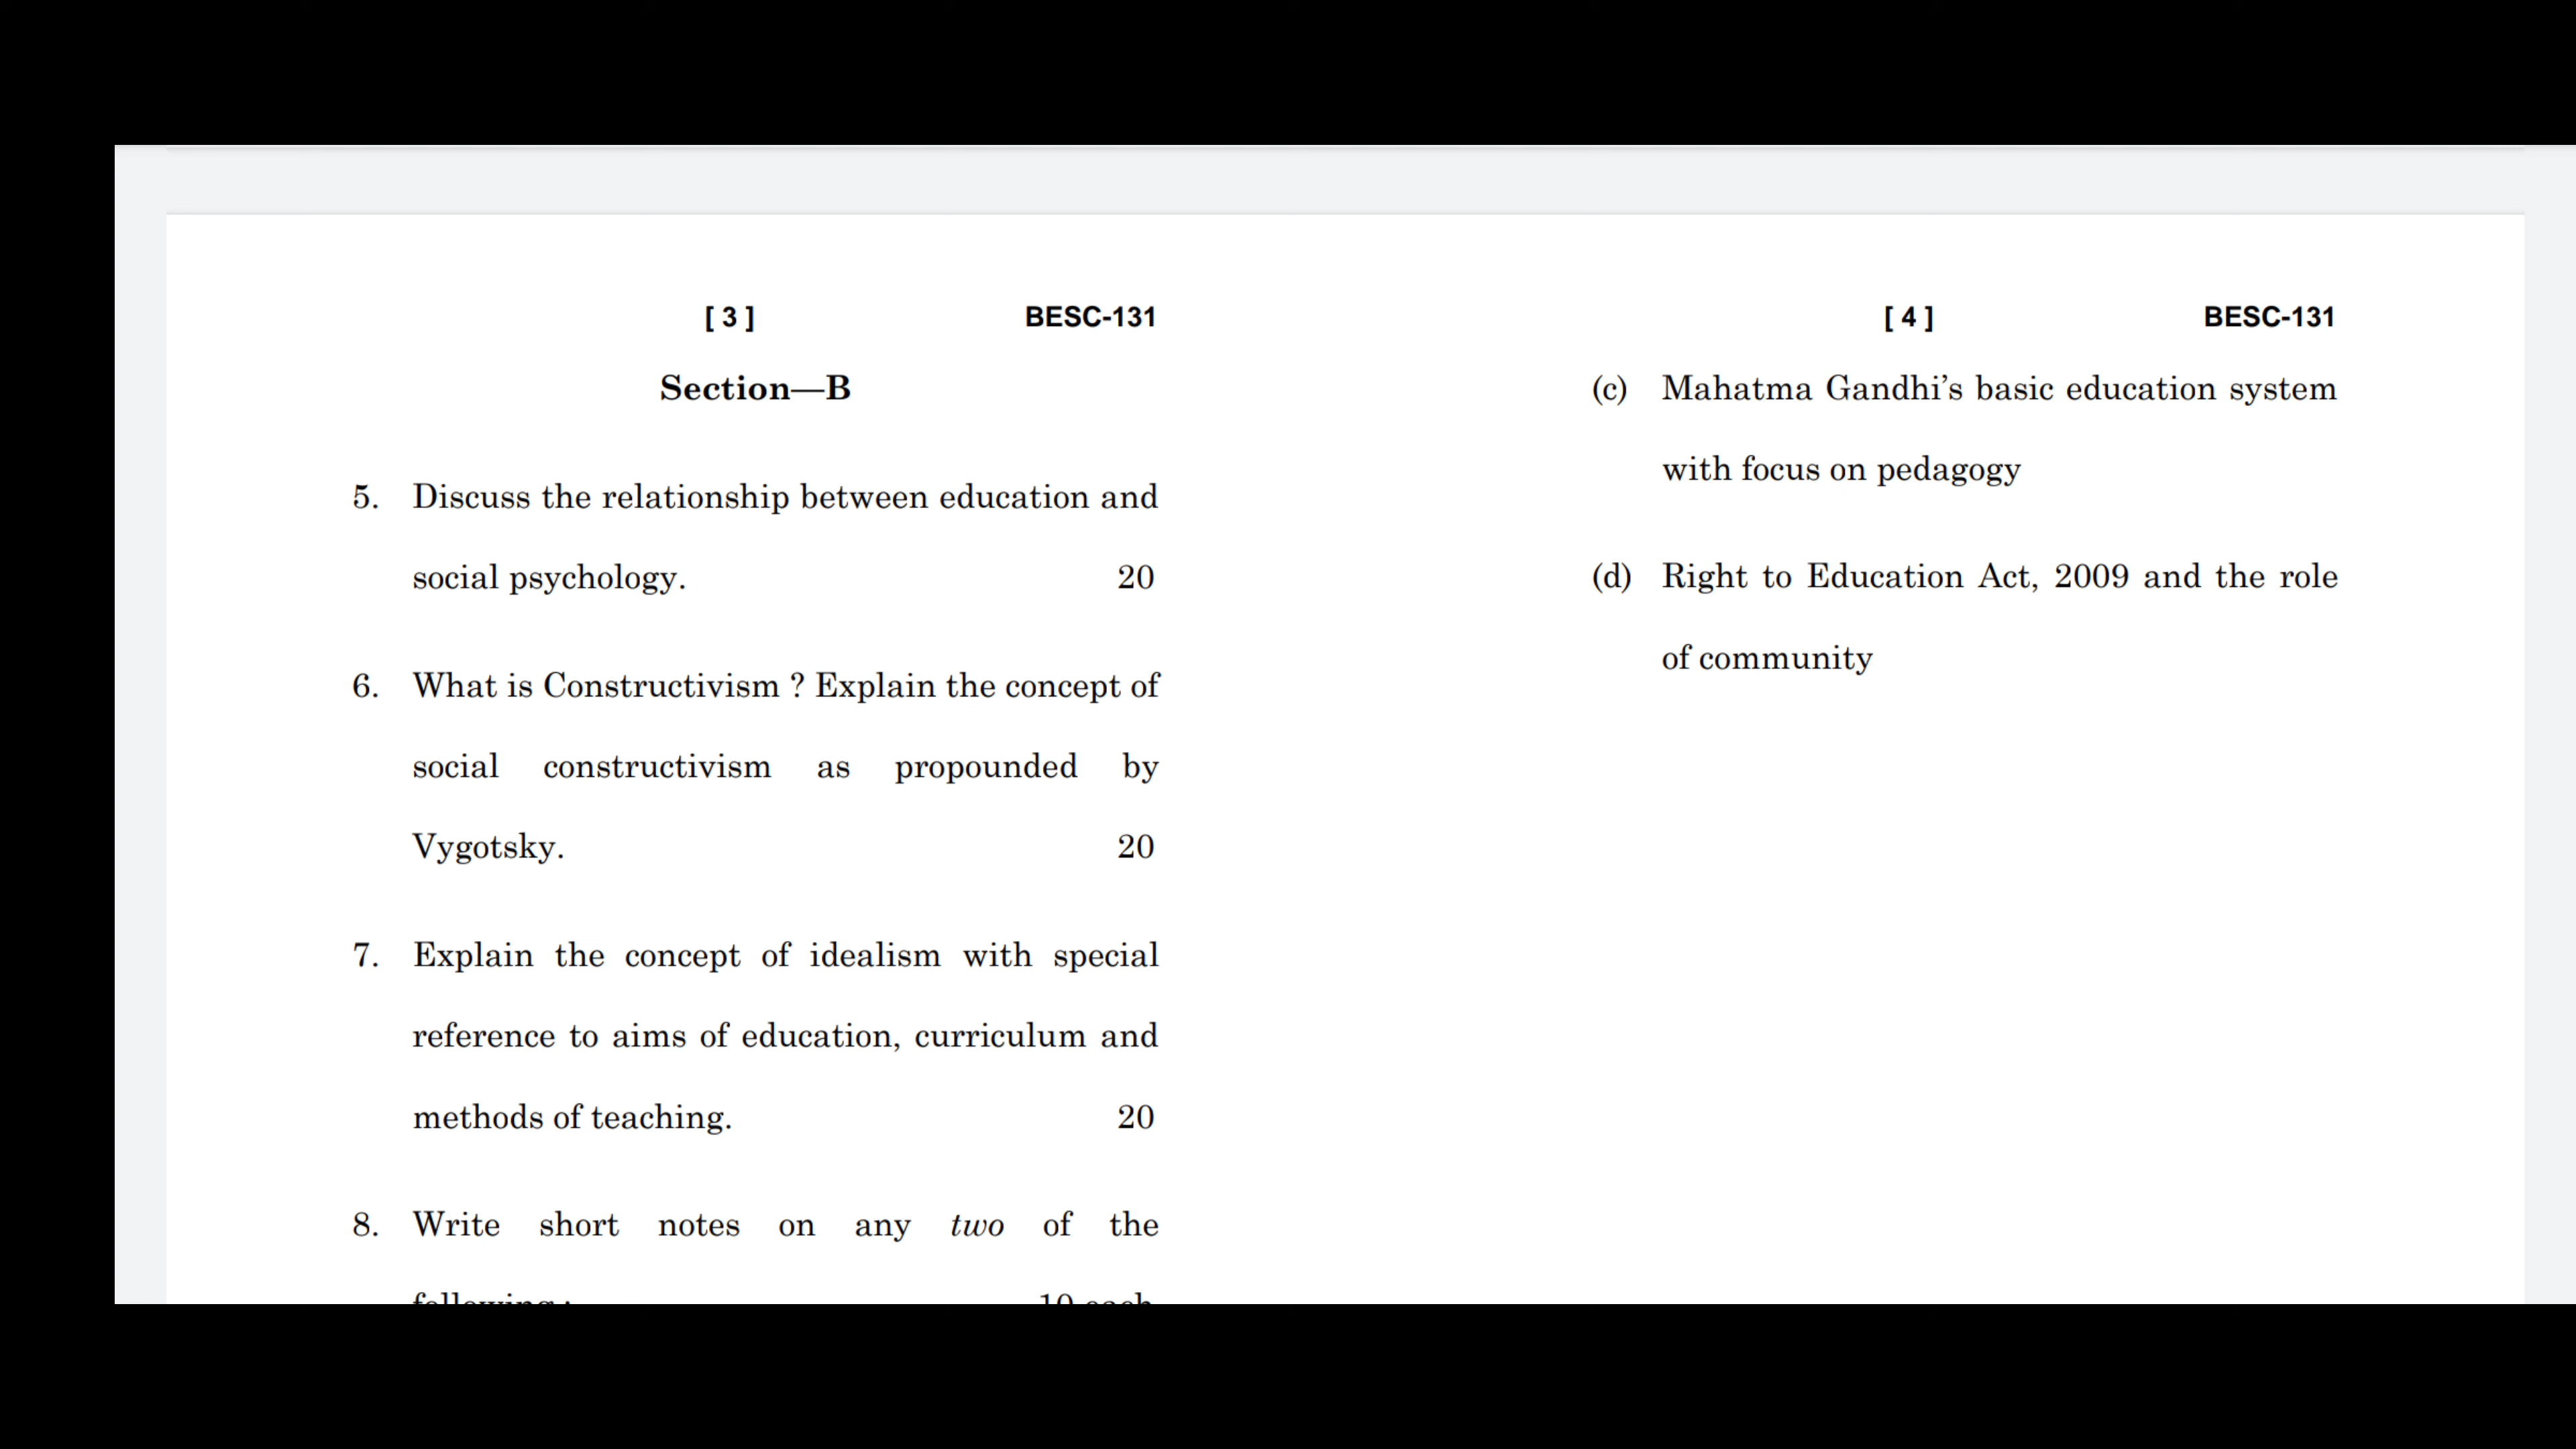 [ 3 ] BESC-131
Section—B
5. Discuss the relationship between education and
social psychology. 20
6. What is Constructivism ? Explain the concept of
social constructivism as propounded by
Vygotsky. 20
7. Explain the concept of idealism with special
reference to aims of education, curriculum and
methods of teaching. 20
8. Write short notes on any two of the
following : 10 each
[ 4 ] BESC-131
(c) Mahatma Gandhi’s basic education system
with focus on pedagogy
(d) Right to Education Act, 2009 and the role
of community